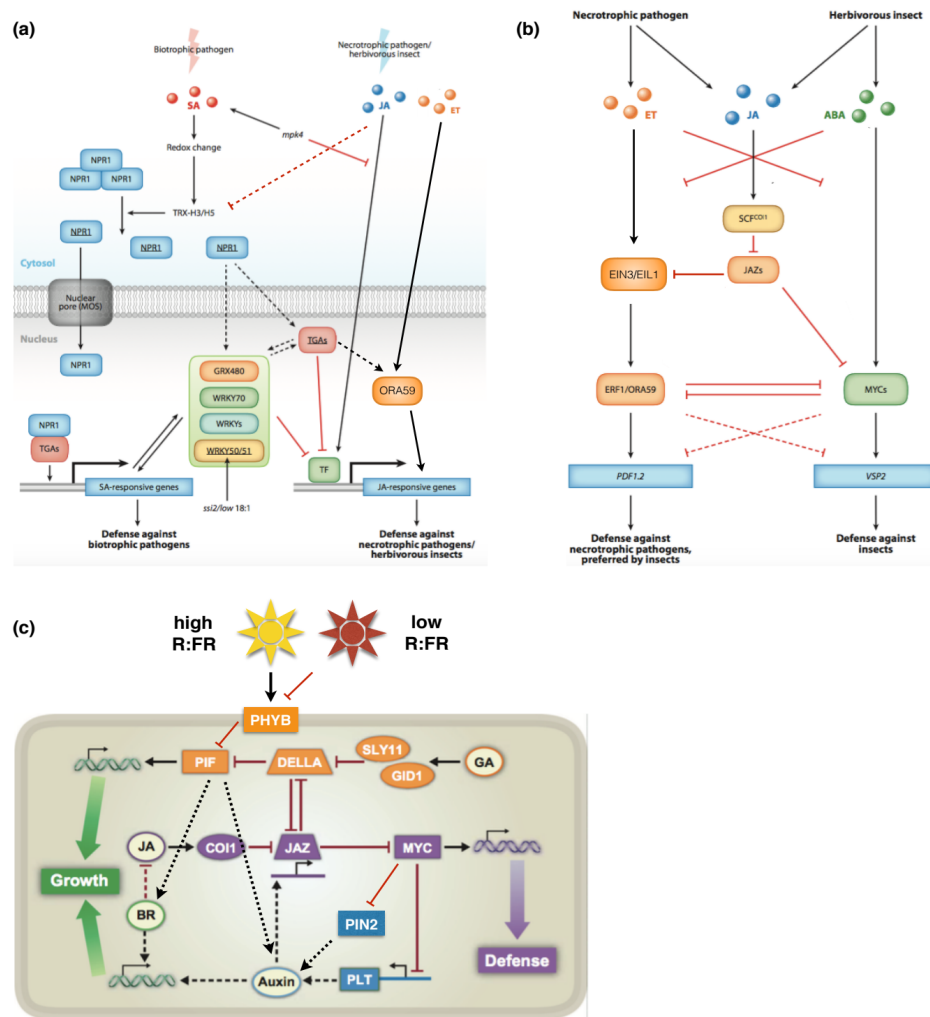 (a)
Biotrophic pathogen
Necrotrophic pathogen/
herbivorous insect
SA
JA
ET
mpk4
Redox change
NPR1
NPR1
NPR1
TRX-H3/H5
NPR1
NPR1
NPR1
Cytosol
Nuclear
pore (MOS)
Nucleus
NPR1
TGAs
GRX480
WRKY70
WRKYs
WRKY50/51
ORA59
NPR1
TGAs
TF
SA-responsive genes
JA-responsive genes
ssi2/low 18:1
Defense against
biotrophic pathogens
Defense against
necrotrophic pathogens/
herbivorous insects
(b)
Necrotrophic pathogen
Herbivorous insect
ET
JA
ABA
SCFCOI1
EIN3/EIL1
JAZs
ERF1/ORA59
MYCs
PDF1.2
VSP2
Defense against
necrotrophic pathogens,
preferred by insects
Defense against
insects
(c)
high
R:FR
low
R:FR
PHYB
PIF
DELLA
SLY11
GID1
GA
JA
COI1
JAZ
MYC
Growth
BR
PIN2
Auxin
PLT
Defense